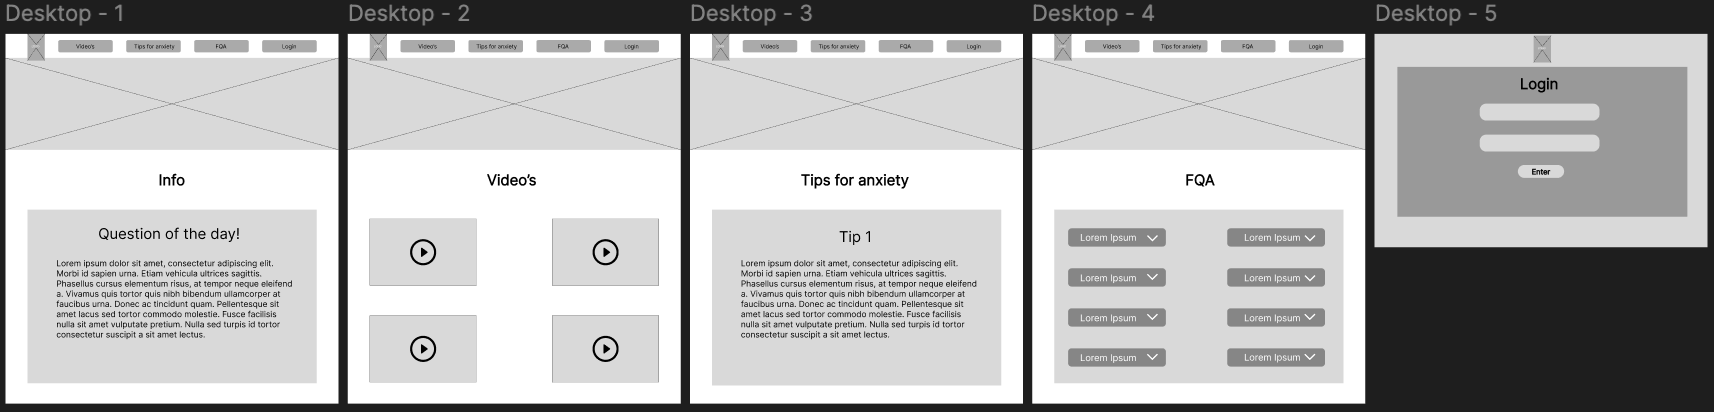 Desktop - 1
Video's
Tips for anxiety
FQA
Login
Info
Question of the day!
Lorem ipsum dolor sit amet, consectetur adipiscing elit.
Morbi id sapien urna. Etiam vehicula ultrices sagittis.
Phasellus cursus elementum risus, at tempor neque eleifend
a. Vivamus quis tortor quis nibh bibendum ullamcorper at
faucibus urna. Donec ac tincidunt quam. Pellentesque sit
amet lacus sed tortor commodo molestie. Fusce facilisis
nulla sit amet vulputate pretium. Nulla sed turpis id tortor
consectetur suscipit a sit amet lectus.
Desktop - 2
Video's
Tips for anxiety
FQA
Login
Video's
Desktop - 3
Video's
Tips for anxiety
FQA
Login
Tips for anxiety
Tip 1
Lorem ipsum dolor sit amet, consectetur adipiscing elit.
Morbi id sapien urna. Etiam vehicula ultrices sagittis.
Phasellus cursus elementum risus, at tempor neque eleifend
a. Vivamus quis tortor quis nibh bibendum ullamcorper at
faucibus urna. Donec ac tincidunt quam. Pellentesque sit
amet lacus sed tortor commodo molestie. Fusce facilisis
nulla sit amet vulputate pretium. Nulla sed turpis id tortor
consectetur suscipit a sit amet lectus.
Desktop - 4
Video's
Tips for anxiety
FQA
Login
FQA
Lorem Ipsum
Lorem Ipsum
Lorem Ipsum
Lorem Ipsum
Lorem Ipsum
Lorem Ipsum
Lorem Ipsum
Lorem Ipsum
Desktop - 5
Login
Enter